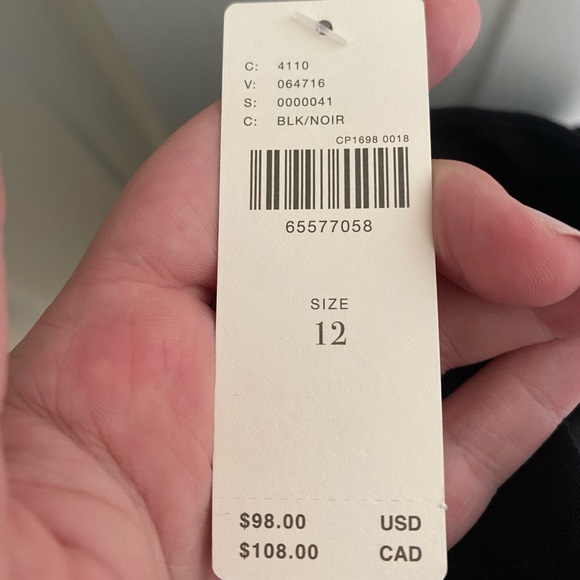 C: 4110
V: 064716
S: 0000041
C: BLK/NOIR
CP1698 0018
65577058
SIZE
12
$98.00 USD
$108.00 CAD